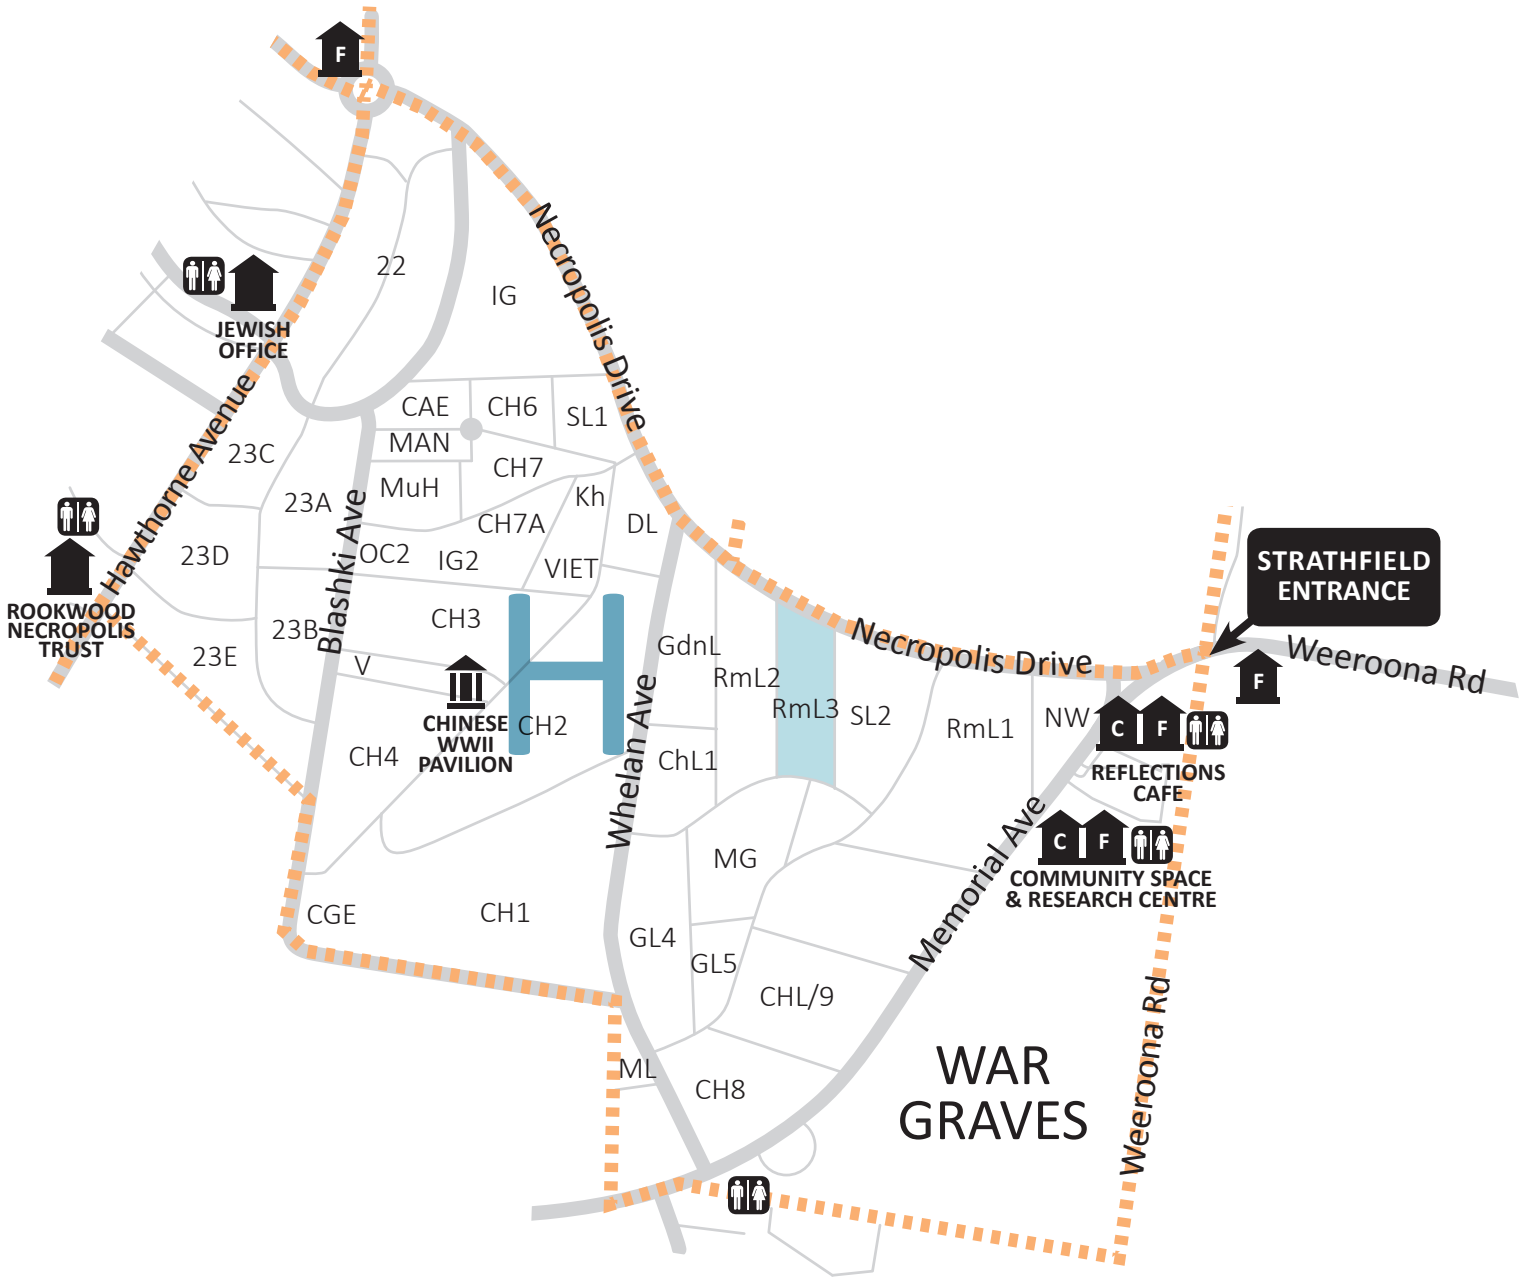 F
Necropolis Drive
22
IG
JEWISH
OFFICE
Hawthorne Avenue
CAE
CH6
SL1
MAN
23C
CH7
MuH
Kh
23A
Blashki Ave
CH7A
DL
OC2
IG2
VIET
23D
STRATHFIELD
ENTRANCE
ROOKWOOD
NECROPOLIS
TRUST
CH3
23B
23E
V
H
GdnL
RmL2
RmL3
SL2
Necropolis Drive
Weeroona Rd
F
RmL1
NW
C
F
REFLECTIONS
CAFE
CHINESE
WWII
PAVILION
CH2
CH4
Whelan Ave
ChL1
Memorial Ave
C
F
COMMUNITY SPACE
& RESEARCH CENTRE
MG
CGE
CH1
GL4
GL5
CHL/9
Weeroona Rd
WAR
GRAVES
ML
CH8